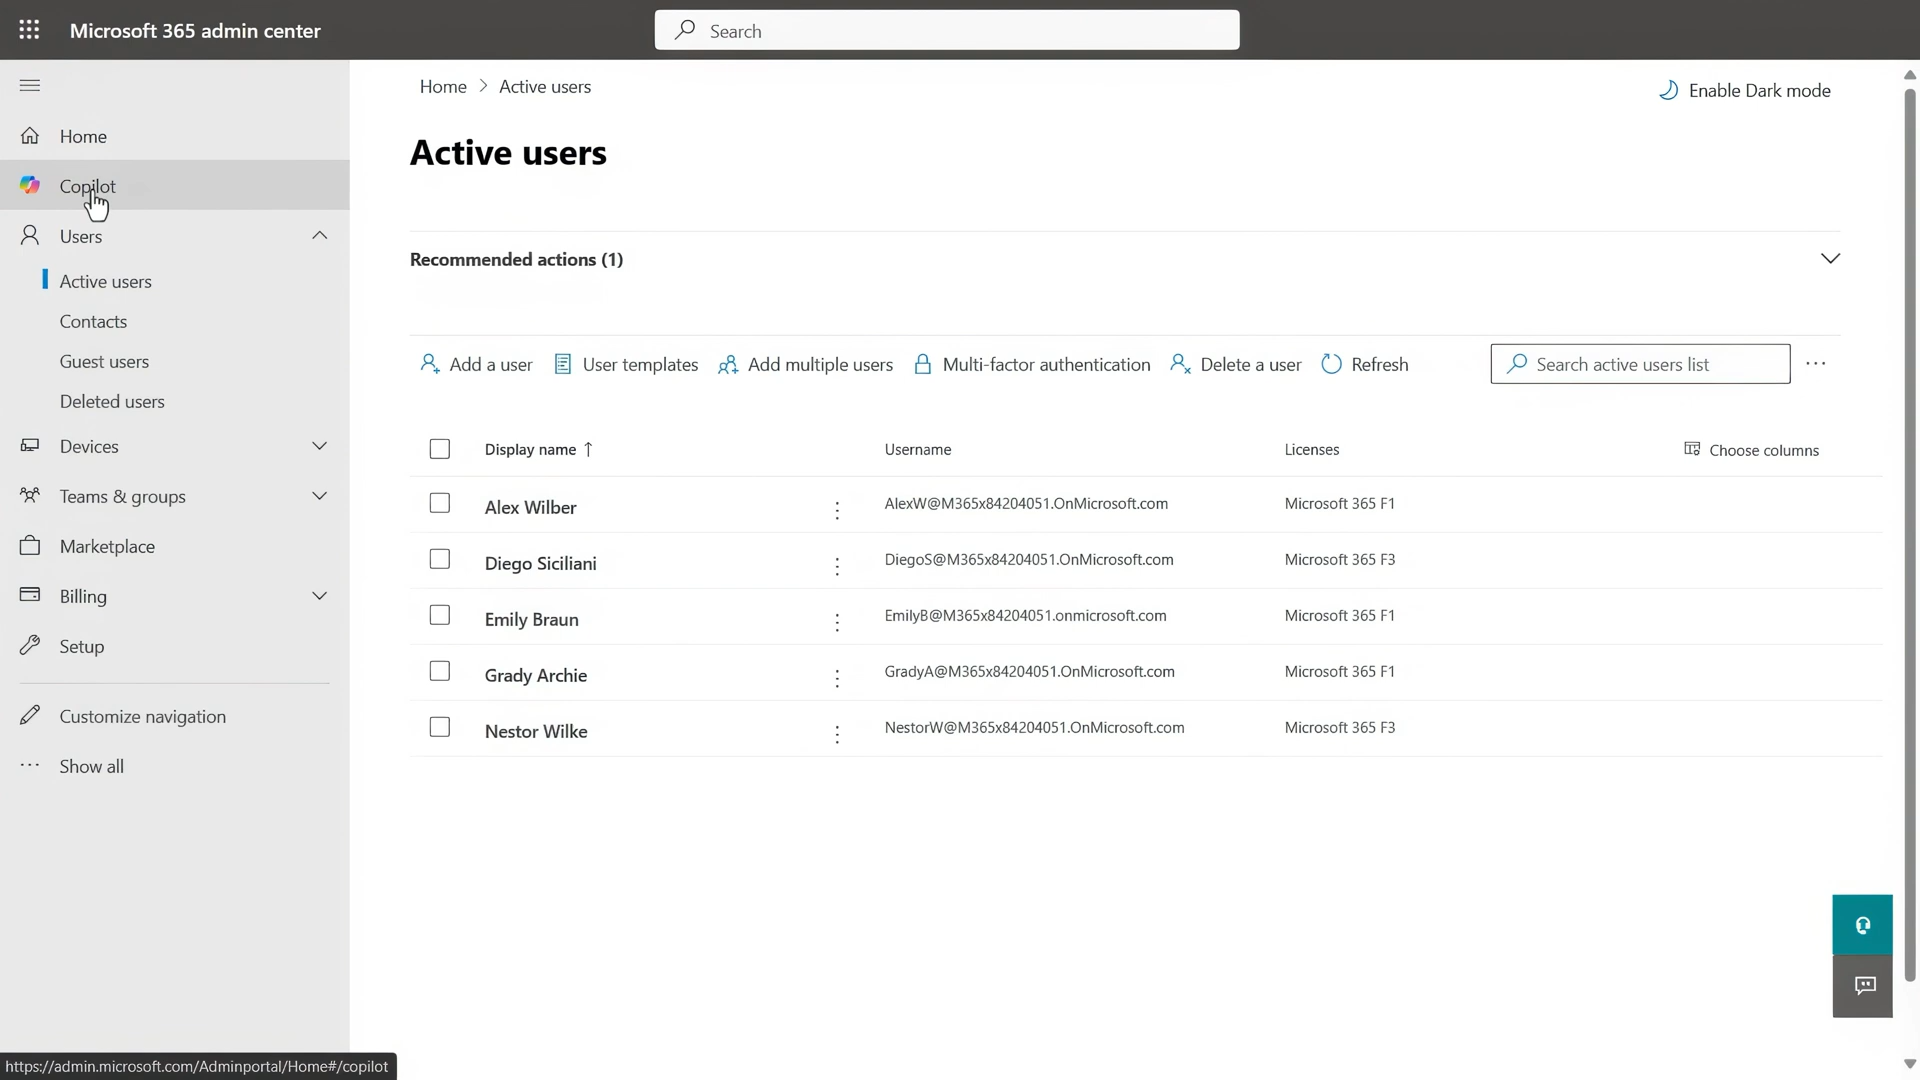 Microsoft 365 admin center
Search
Home
Copilot
Users
Active users
Contacts
Guest users
Deleted users
Devices
Teams & groups
Marketplace
Billing
Setup
Customize navigation
Show all
Home > Active users
Enable Dark mode
Active users
Recommended actions (1)
Add a user User templates Add multiple users Multi-factor authentication Delete a user Refresh Search active users list
Display name ↑ Username Licenses Choose columns
Alex Wilber AlexW@M365x84204051.OnMicrosoft.com Microsoft 365 F1
Diego Siciliani DiegoS@M365x84204051.OnMicrosoft.com Microsoft 365 F3
Emily Braun EmilyB@M365x84204051.onmicrosoft.com Microsoft 365 F1
Grady Archie GradyA@M365x84204051.OnMicrosoft.com Microsoft 365 F1
Nestor Wilke NestorW@M365x84204051.OnMicrosoft.com Microsoft 365 F3
https://admin.microsoft.com/Adminportal/Home#/copilot